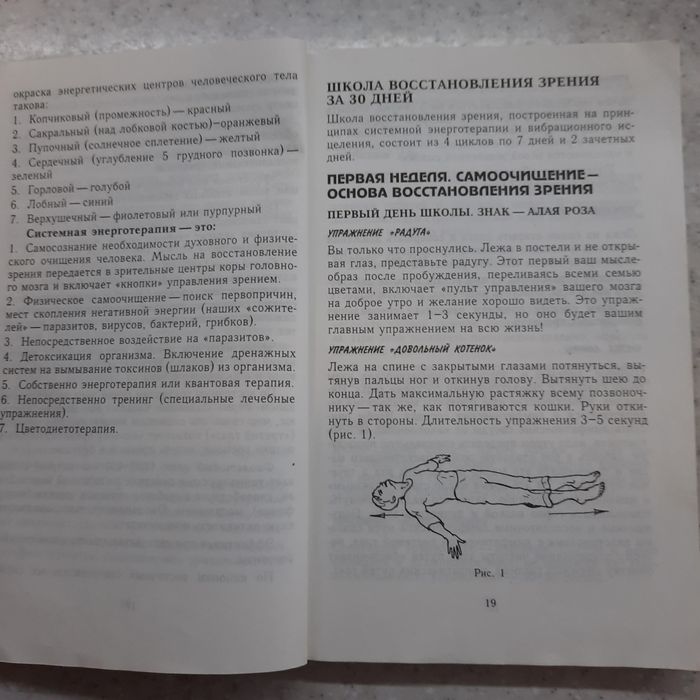 окраска энергетических центров человеческого тела
такова:
1. Копчиковый (промежность) — красный
2. Сакральный (над лобковой костью)—оранжевый
3. Пупочный (солнечное сплетение) — желтый
4. Сердечный (углубление 5 грудного позвонка) —
зеленый
5. Горловой — голубой
6. Лобный — синий
7. Верхушечный — фиолетовый или пурпурный
Системная энерготерапия — это:
1. Самосознание необходимости духовного и физиче-
ского очищения человека. Мысль на восстановление
зрения передается в зрительные центры коры головно-
го мозга и включает «кнопки» управления зрением.
2. Физическое самоочищение — поиск первопричин,
мест скопления негативной энергии (наших «сожите-
лей» — паразитов, вирусов, бактерий, грибков).
3. Непосредственное воздействие на «паразитов».
4. Детоксикация организма. Включение дренажных
систем на вымывание токсинов (шлаков) из организма.
5. Собственно энерготерапия или квантовая терапия.
6. Непосредственно тренинг (специальные лечебные
упражнения).
7. Цветодиетотерапия.
ШКОЛА ВОССТАНОВЛЕНИЯ ЗРЕНИЯ
ЗА 30 ДНЕЙ
Школа восстановления зрения, построенная на прин-
ципах системной энерготерапии и вибрационного ис-
целения, состоит из 4 циклов по 7 дней и 2 зачетных
дней.
ПЕРВАЯ НЕДЕЛЯ. САМООЧИЩЕНИЕ—
ОСНОВА ВОССТАНОВЛЕНИЯ ЗРЕНИЯ
ПЕРВЫЙ ДЕНЬ ШКОЛЫ. ЗНАК — АЛАЯ РОЗА
УПРАЖНЕНИЕ «РАДУГА»
Вы только что проснулись. Лежа в постели и не откры-
вая глаз, представьте радугу. Этот первый ваш мысле-
образ после пробуждения, переливаясь всеми семью
цветами, включает «пульт управления» вашего мозга
на доброе утро и желание хорошо видеть. Это упраж-
нение занимает 1—3 секунды, но оно будет вашим
главным упражнением на всю жизнь!
УПРАЖНЕНИЕ «ДОВОЛЬНЫЙ КОТЕНОК»
Лежа на спине с закрытыми глазами потянуться, вы-
тянув пальцы ног и откинув голову. Вытянуть шею до
конца. Дать максимальную растяжку всему позвоноч-
нику — так же, как потягиваются кошки. Руки отки-
нуть в стороны. Длительность упражнения 3—5 секунд
(рис. 1).
Рис. 1
19